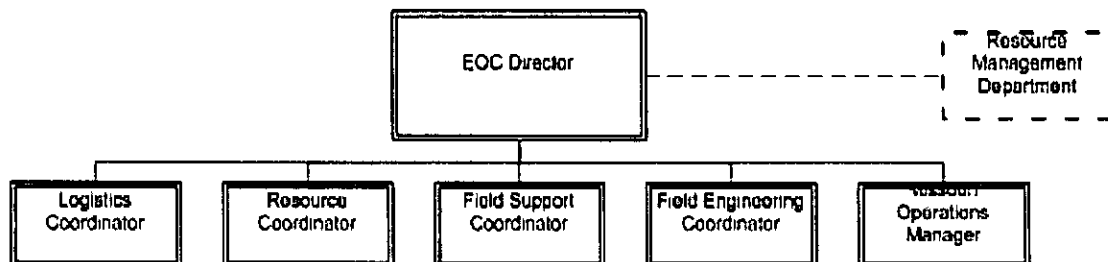 EOC Director
Resource
Management
Department
Logistics
Coordinator
Resource
Coordinator
Field Support
Coordinator
Field Engineering
Coordinator
Operations
Manager